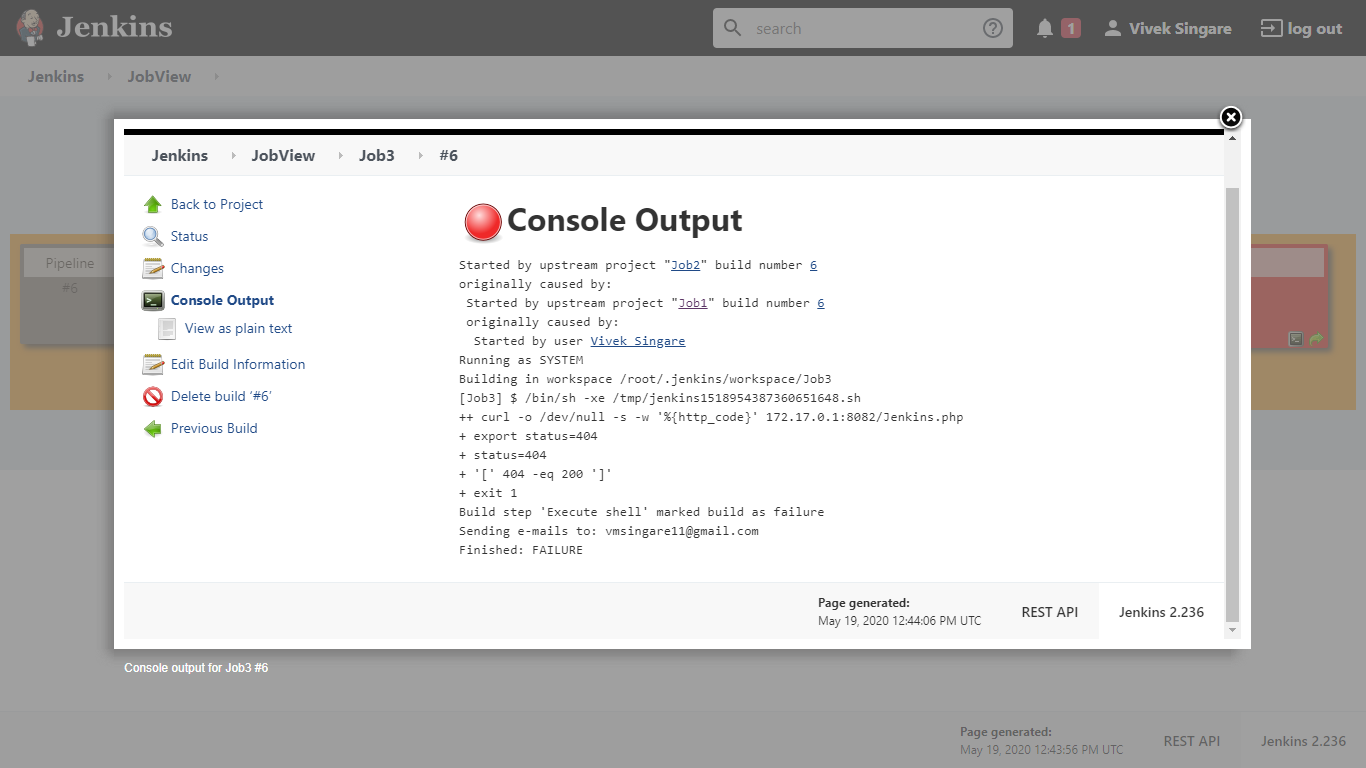 Jenkins
search
1
Vivek Singare
log out
Jenkins JobView
Jenkins JobView Job3 #6
Back to Project
Status
Changes
Console Output
View as plain text
Edit Build Information
Delete build ‘#6’
Previous Build
Console Output
Started by upstream project "Job2" build number 6
originally caused by:
Started by upstream project "Job1" build number 6
originally caused by:
Started by user Vivek Singare
Running as SYSTEM
Building in workspace /root/.jenkins/workspace/Job3
[Job3] $ /bin/sh -xe /tmp/jenkins1518954387360651648.sh
++ curl -o /dev/null -s -w '%{http_code}' 172.17.0.1:8082/Jenkins.php
+ export status=404
+ status=404
+ '[' 404 -eq 200 ']'
+ exit 1
Build step 'Execute shell' marked build as failure
Sending e-mails to: vmsingare11@gmail.com
Finished: FAILURE
Page generated:
May 19, 2020 12:44:06 PM UTC
REST API
Jenkins 2.236
Pipeline
#6
Console output for Job3 #6
Page generated:
May 19, 2020 12:43:56 PM UTC
REST API
Jenkins 2.236